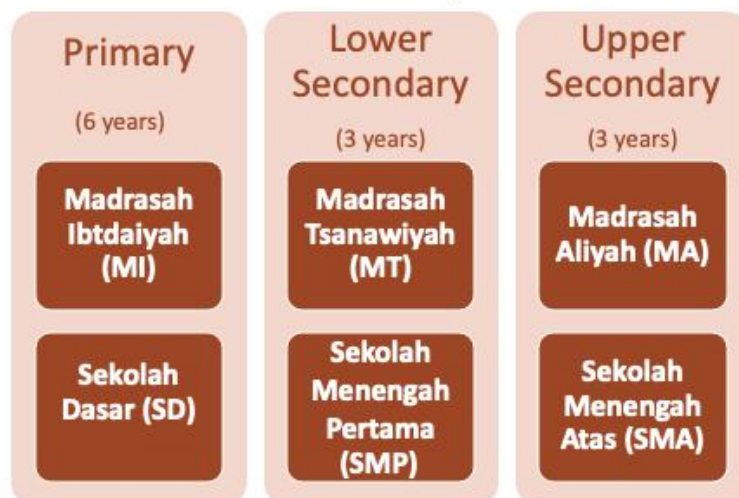 Primary
(6 years)
Madrasah
Ibtdaiyah
(MI)
Sekolah
Dasar (SD)
Lower
Secondary
(3 years)
Madrasah
Tsanawiyah
(MT)
Sekolah
Menengah
Pertama
(SMP)
Upper
Secondary
(3 years)
Madrasah
Aliyah (MA)
Sekolah
Menengah
Atas (SMA)